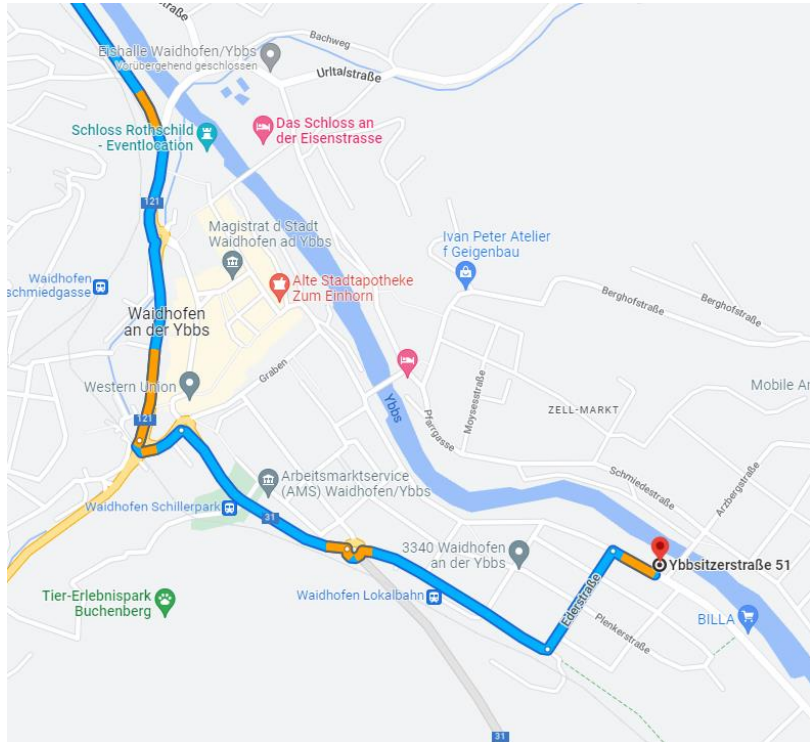 straße
Bachweg
Eishalle Waidhofen/Ybbs
Vorübergehend geschlossen
Urltalstraße
Schloss Rothschild
- Eventlocation
Das Schloss an
der Eisenstrasse
121
Magistrat d Stadt
Waidhofen ad Ybbs
Ivan Peter Atelier
f Geigenbau
Waidhofen
schmiedgasse
Alte Stadtapotheke
Zum Einhorn
Berghofstraße
Berghofstraße
Waidhofen
an der Ybbs
Graben
Western Union
Ybbs
Moysesstraße
Mobile
ZELL-MARKT
121
Pfarrgasse
Schmiedestraße
Arzbergstraße
Arbeitsmarktservice
(AMS) Waidhofen/Ybbs
Waidhofen Schillerpark
31
3340 Waidhofen
an der Ybbs
Ybbsitzerstraße 51
Tier-Erlebnispark
Buchenberg
Waidhofen Lokalbahn
Ederstraße
Plenkerstraße
BILLA
31